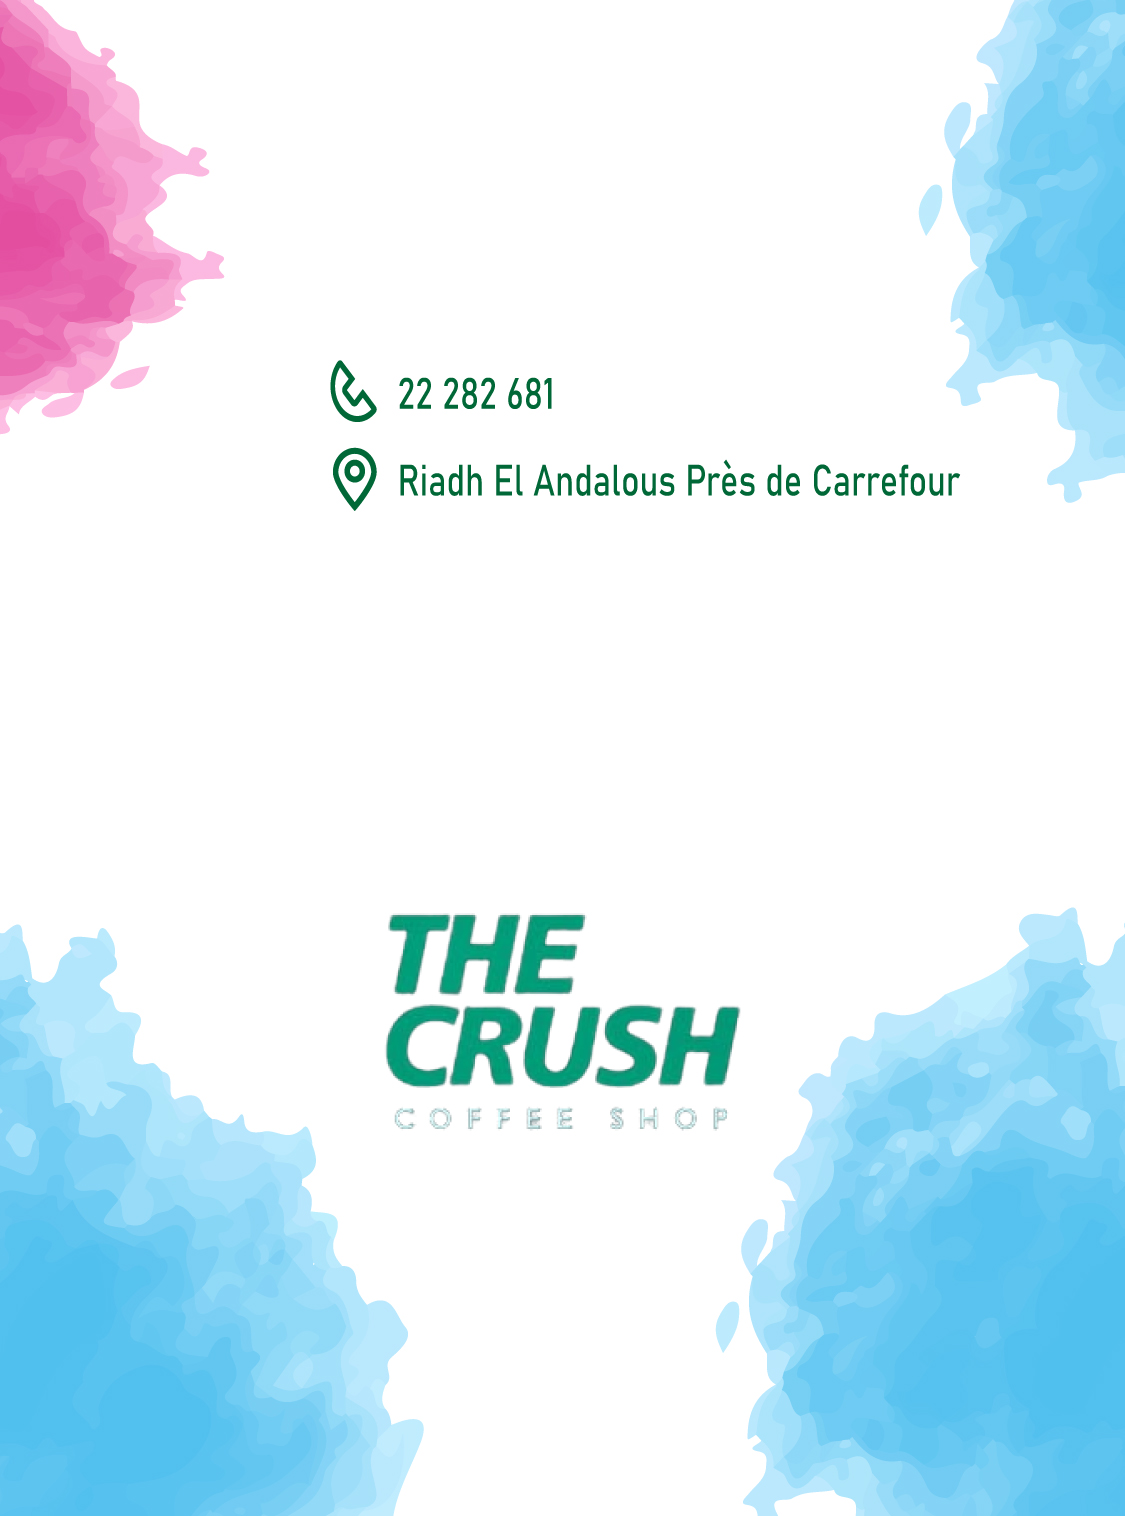 22 282 681
Riadh El Andalous Près de Carrefour
THE
CRUSH
COFFEE SHOP